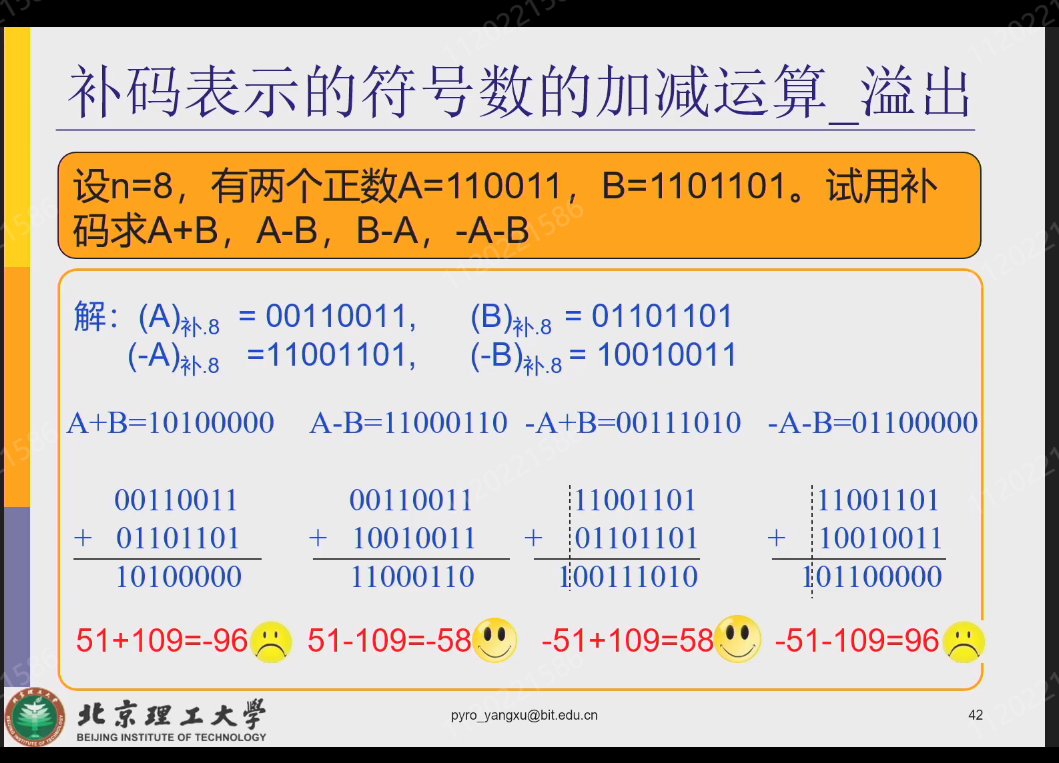 补码表示的符号数的加减运算_溢出
设n=8，有两个正数A=110011，B=1101101。试用补
码求A+B，A-B，B-A，-A-B
解：(A)补.8 = 00110011,  (B)补.8 = 01101101
(-A)补.8 =11001101,  (-B)补.8 = 10010011
A+B=10100000  A-B=11000110  -A+B=00111010  -A-B=01100000
00110011  00110011  11001101  11001101
+ 01101101  + 10010011  + 01101101  + 10010011
10100000  11000110  100111010  101100000
51+109=-96  51-109=-58  -51+109=58  -51-109=96
北京理工大学
BEIJING INSTITUTE OF TECHNOLOGY
pyro_yangxu@bit.edu.cn
42
1120221586